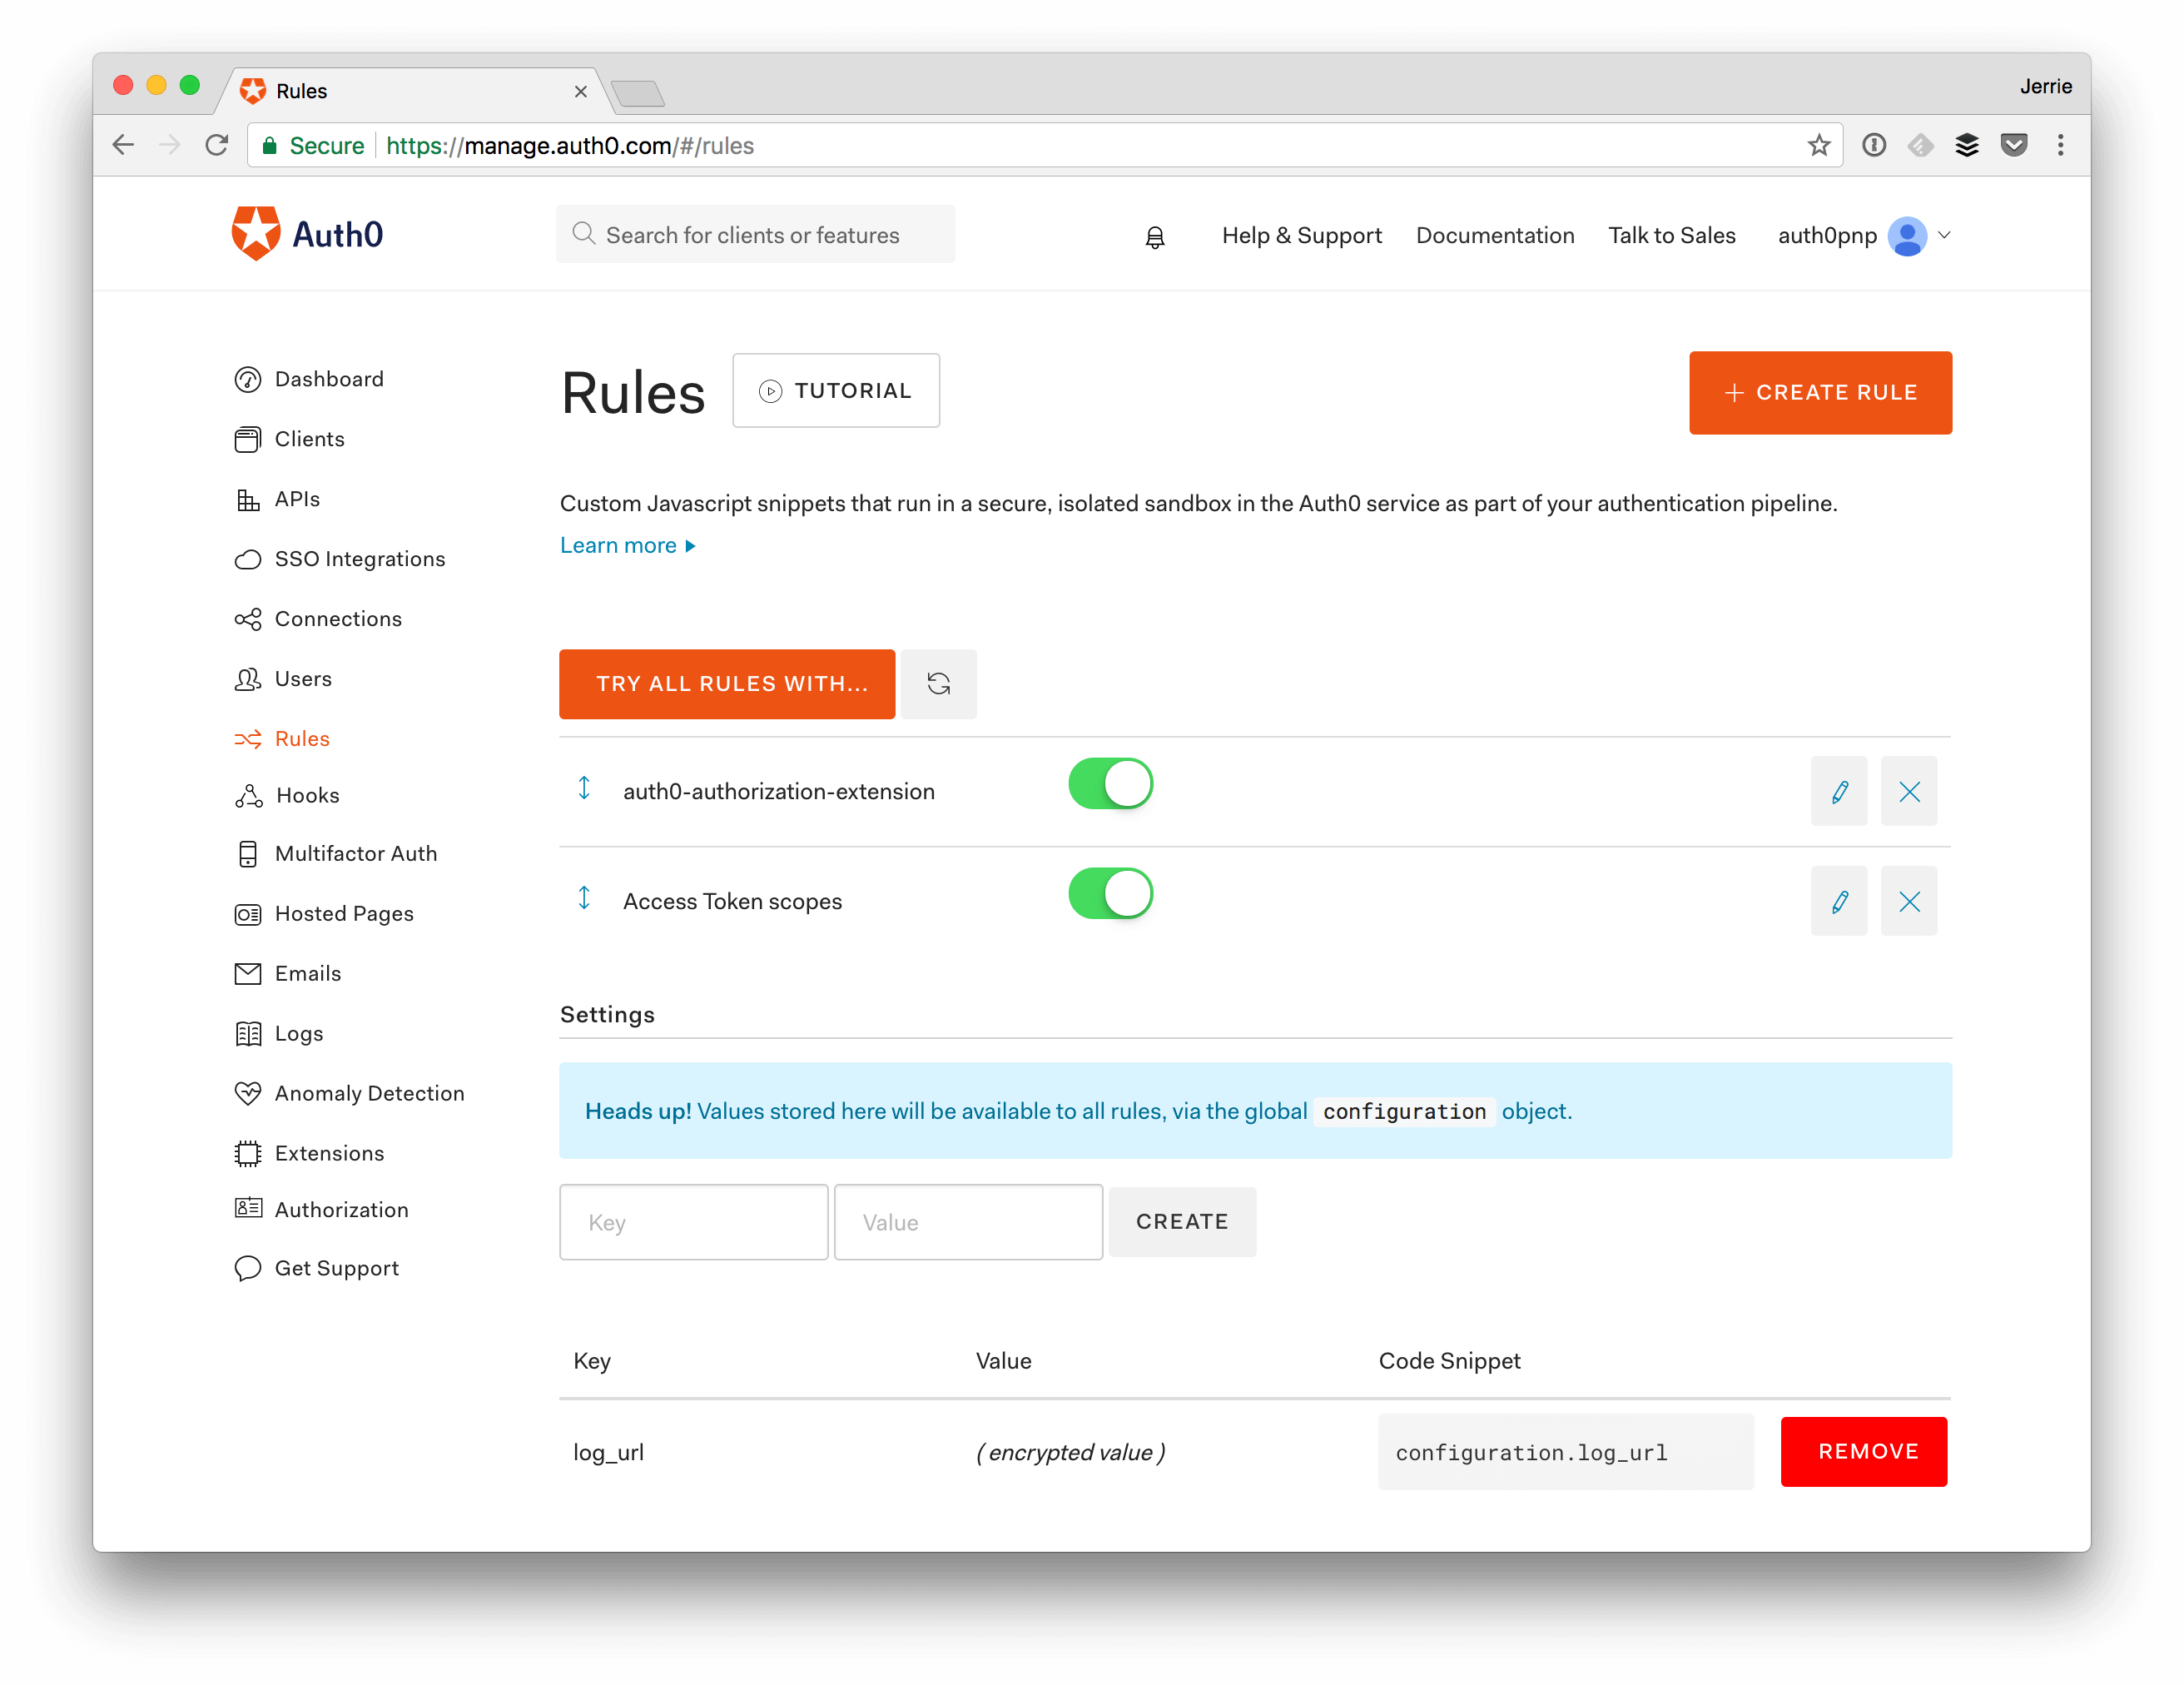 Rules
Jerrie
Secure https://manage.auth0.com/#/rules
Auth0
Search for clients or features
Help & Support
Documentation
Talk to Sales
auth0pnp
Dashboard
Clients
APIs
SSO Integrations
Connections
Users
Rules
Hooks
Multifactor Auth
Hosted Pages
Emails
Logs
Anomaly Detection
Extensions
Authorization
Get Support
Rules
TUTORIAL
+ CREATE RULE
Custom Javascript snippets that run in a secure, isolated sandbox in the Auth0 service as part of your authentication pipeline.
Learn more
TRY ALL RULES WITH...
auth0-authorization-extension
Access Token scopes
Settings
Heads up! Values stored here will be available to all rules, via the global configuration object.
Key
Value
CREATE
Key Value Code Snippet
log_url (encrypted value) configuration.log_url REMOVE